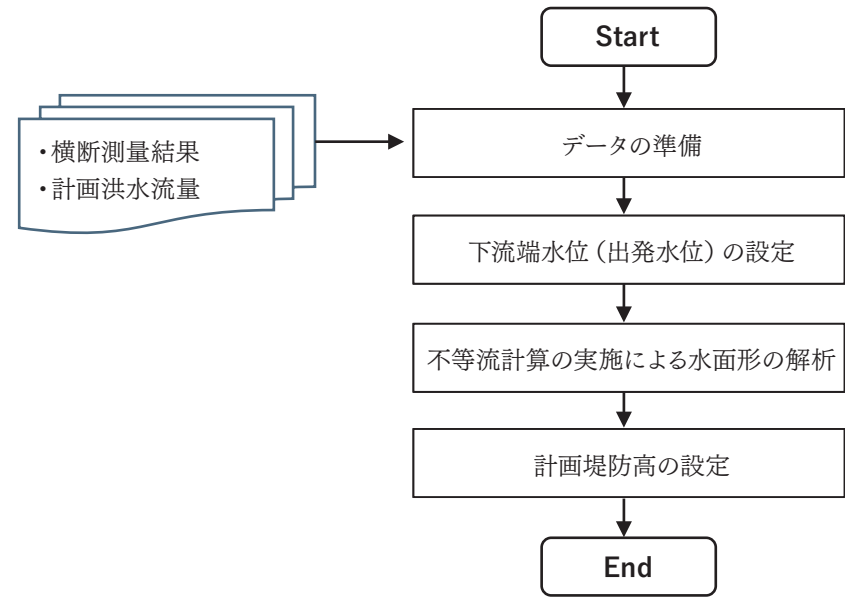 Start
・横断測量結果
・計画洪水流量
データの準備
下流端水位（出発水位）の設定
不等流計算の実施による水面形の解析
計画堤防高の設定
End